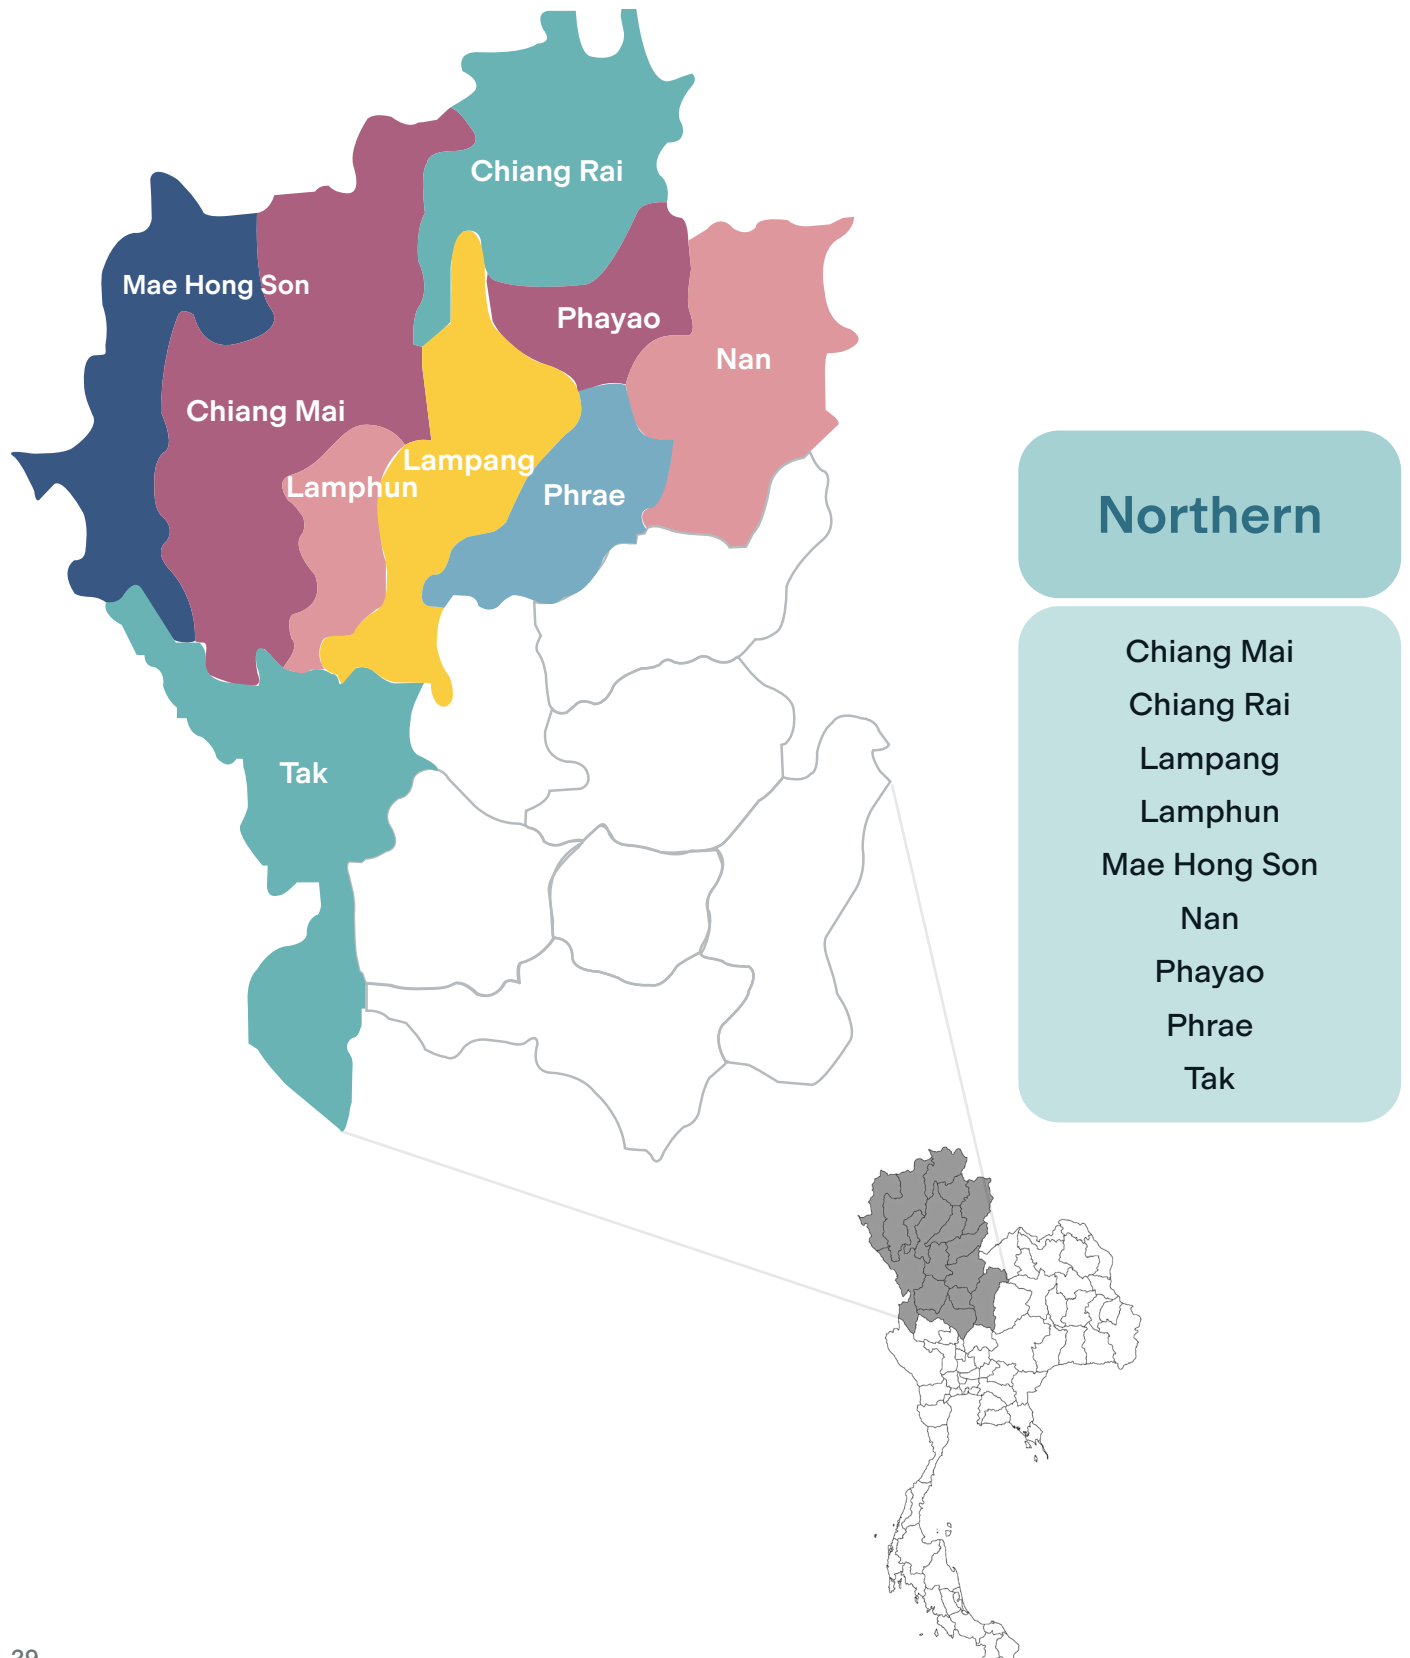 Chiang Rai
Mae Hong Son
Phayao
Nan
Chiang Mai
Lampang
Lamphun
Phrae
Tak
Northern
Chiang Mai
Chiang Rai
Lampang
Lamphun
Mae Hong Son
Nan
Phayao
Phrae
Tak